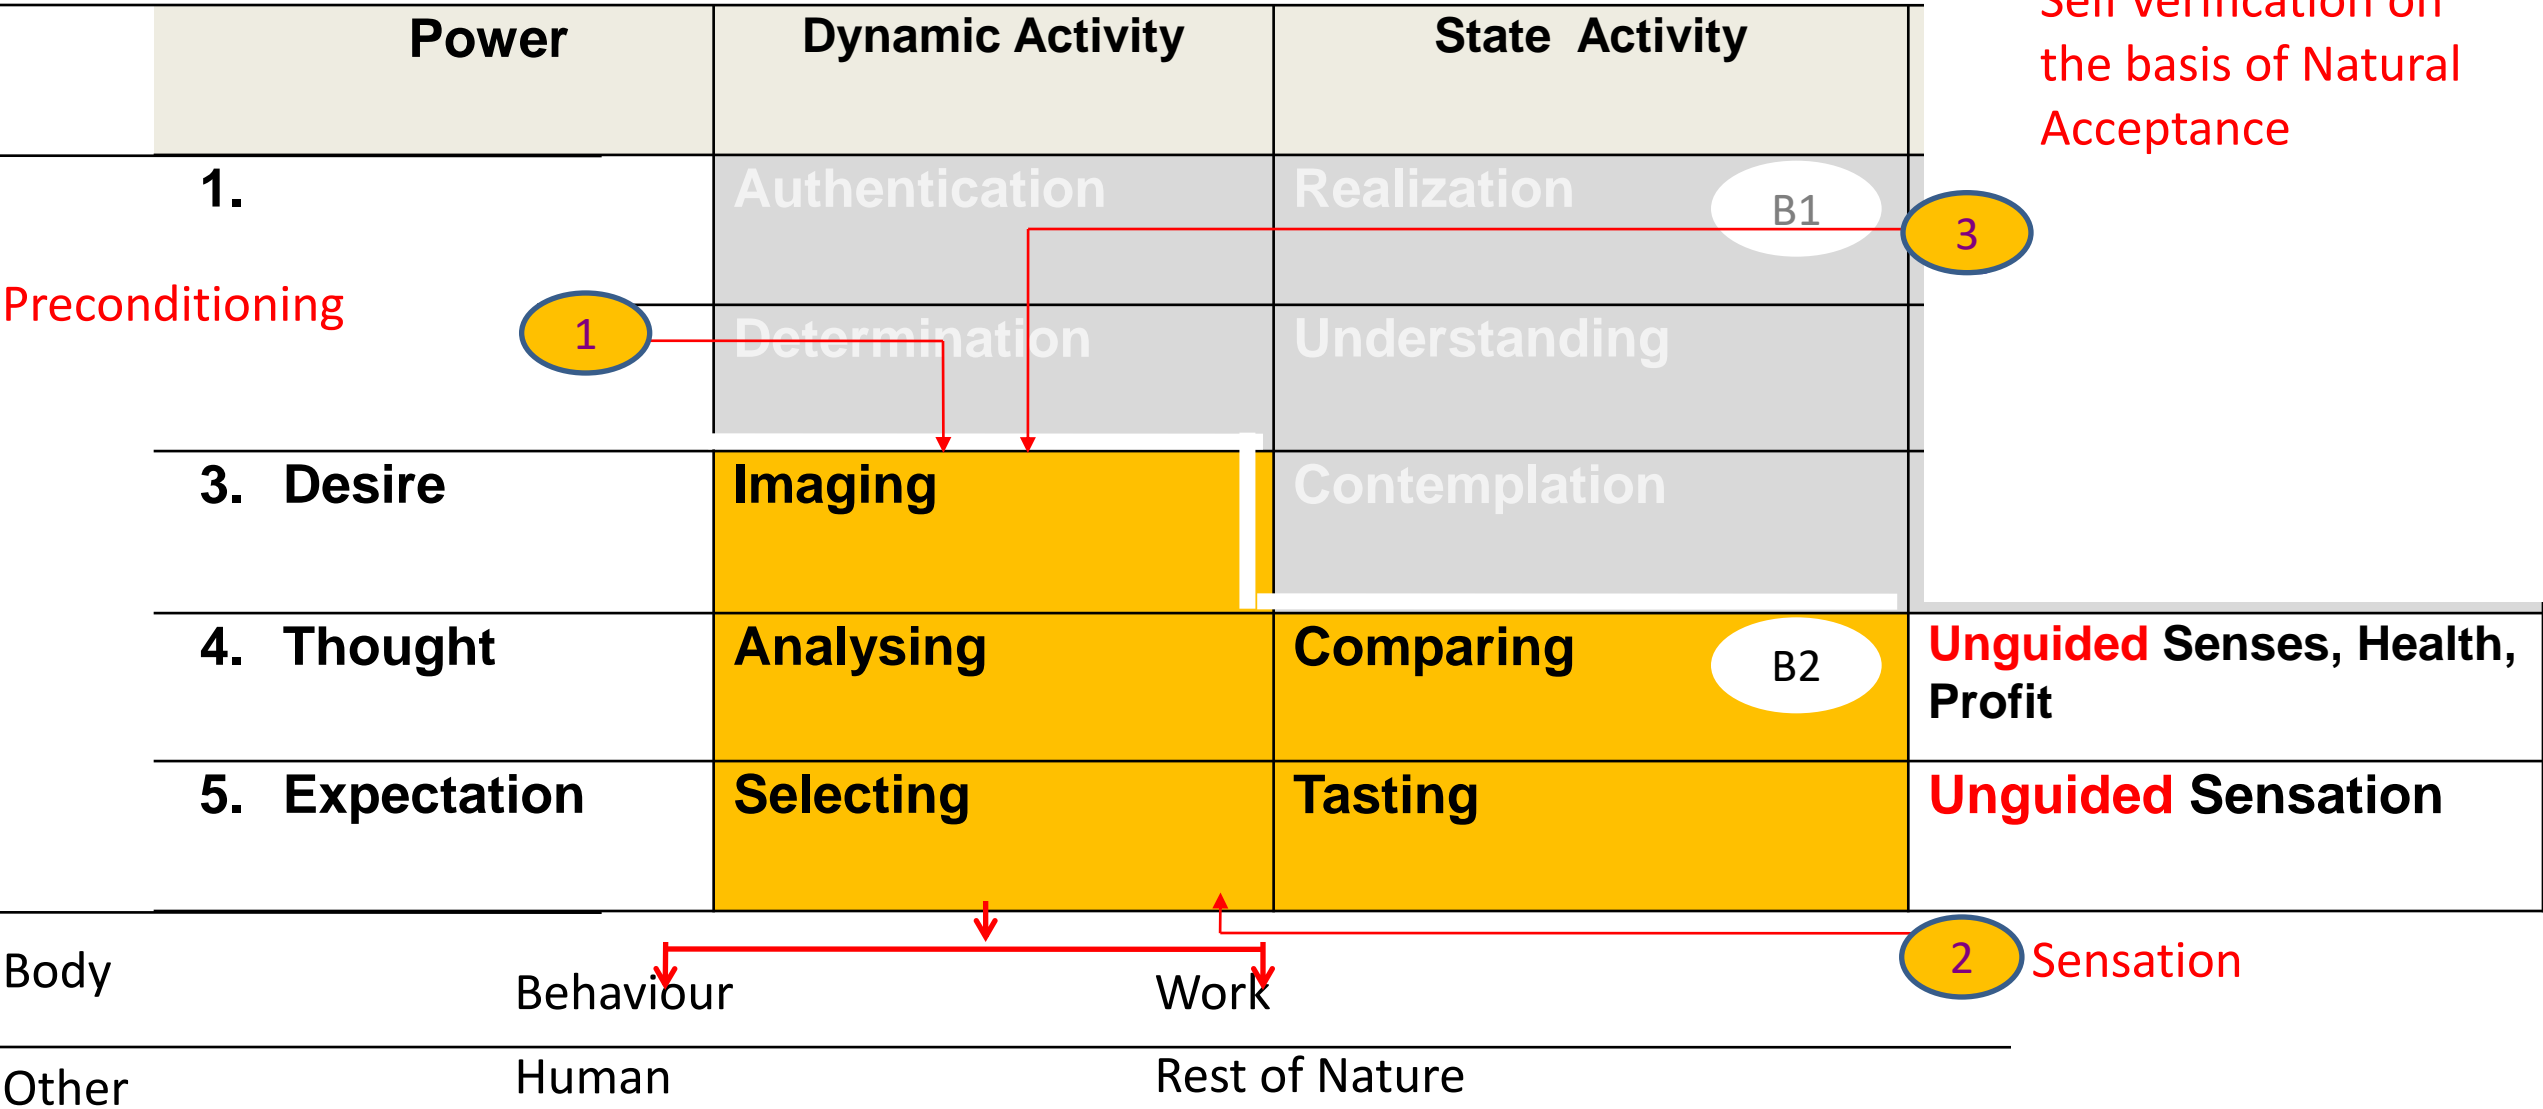 Self verification on
the basis of Natural
Acceptance
Power
Dynamic Activity
State Activity
1.
Authentication
Realization
B1
3
Preconditioning
1
Determination
Understanding
3. Desire
Imaging
Contemplation
4. Thought
Analysing
Comparing
B2
Unguided Senses, Health,
Profit
5. Expectation
Selecting
Tasting
Unguided Sensation
Body
Behaviour
Work
2
Sensation
Other
Human
Rest of Nature